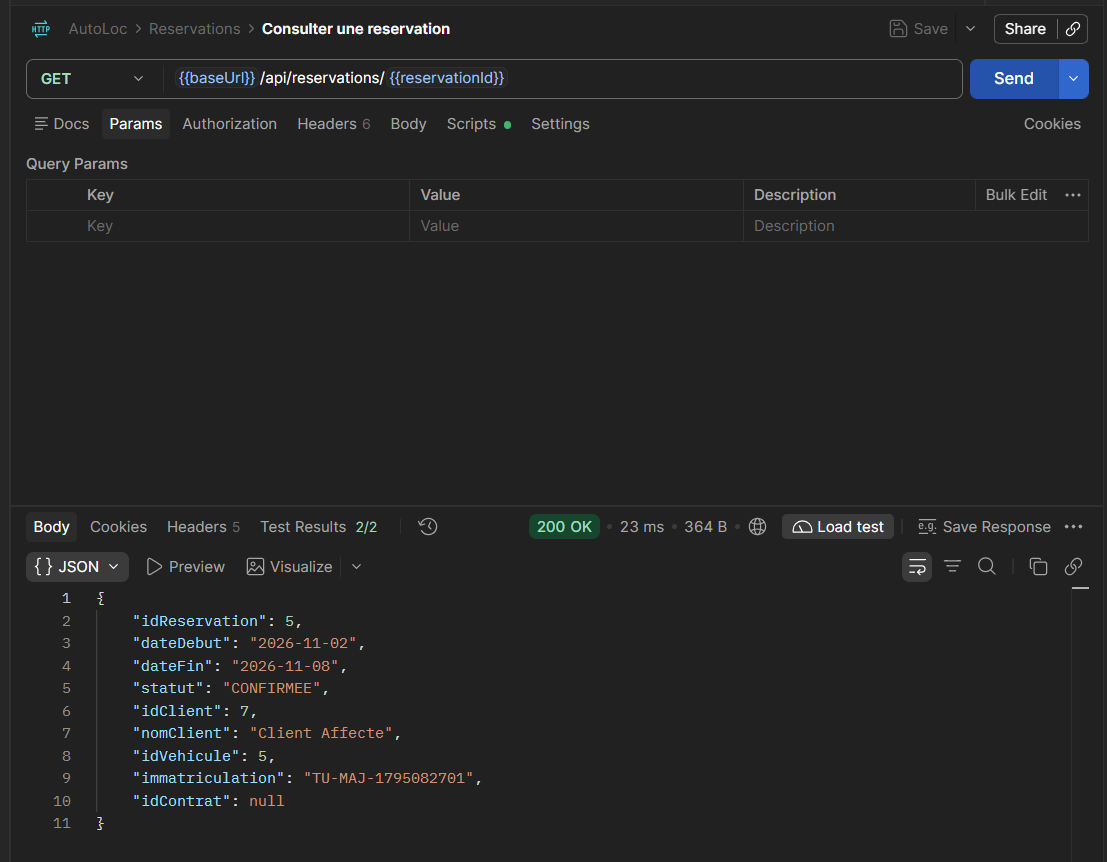 HTTP AutoLoc > Reservations > Consulter une reservation Save Share
GET {{baseUrl}} /api/reservations/ {{reservationId}} Send
Docs Params Authorization Headers 6 Body Scripts Settings Cookies
Query Params
Key Value Description Bulk Edit
Key Value Description
Body Cookies Headers 5 Test Results 2/2 200 OK • 23 ms • 364 B • Load test e.g. Save Response
{ } JSON Preview Visualize
1 {
2 "idReservation": 5,
3 "dateDebut": "2026-11-02",
4 "dateFin": "2026-11-08",
5 "statut": "CONFIRMEE",
6 "idClient": 7,
7 "nomClient": "Client Affecte",
8 "idVehicule": 5,
9 "immatriculation": "TU-MAJ-1795082701",
10 "idContrat": null
11 }